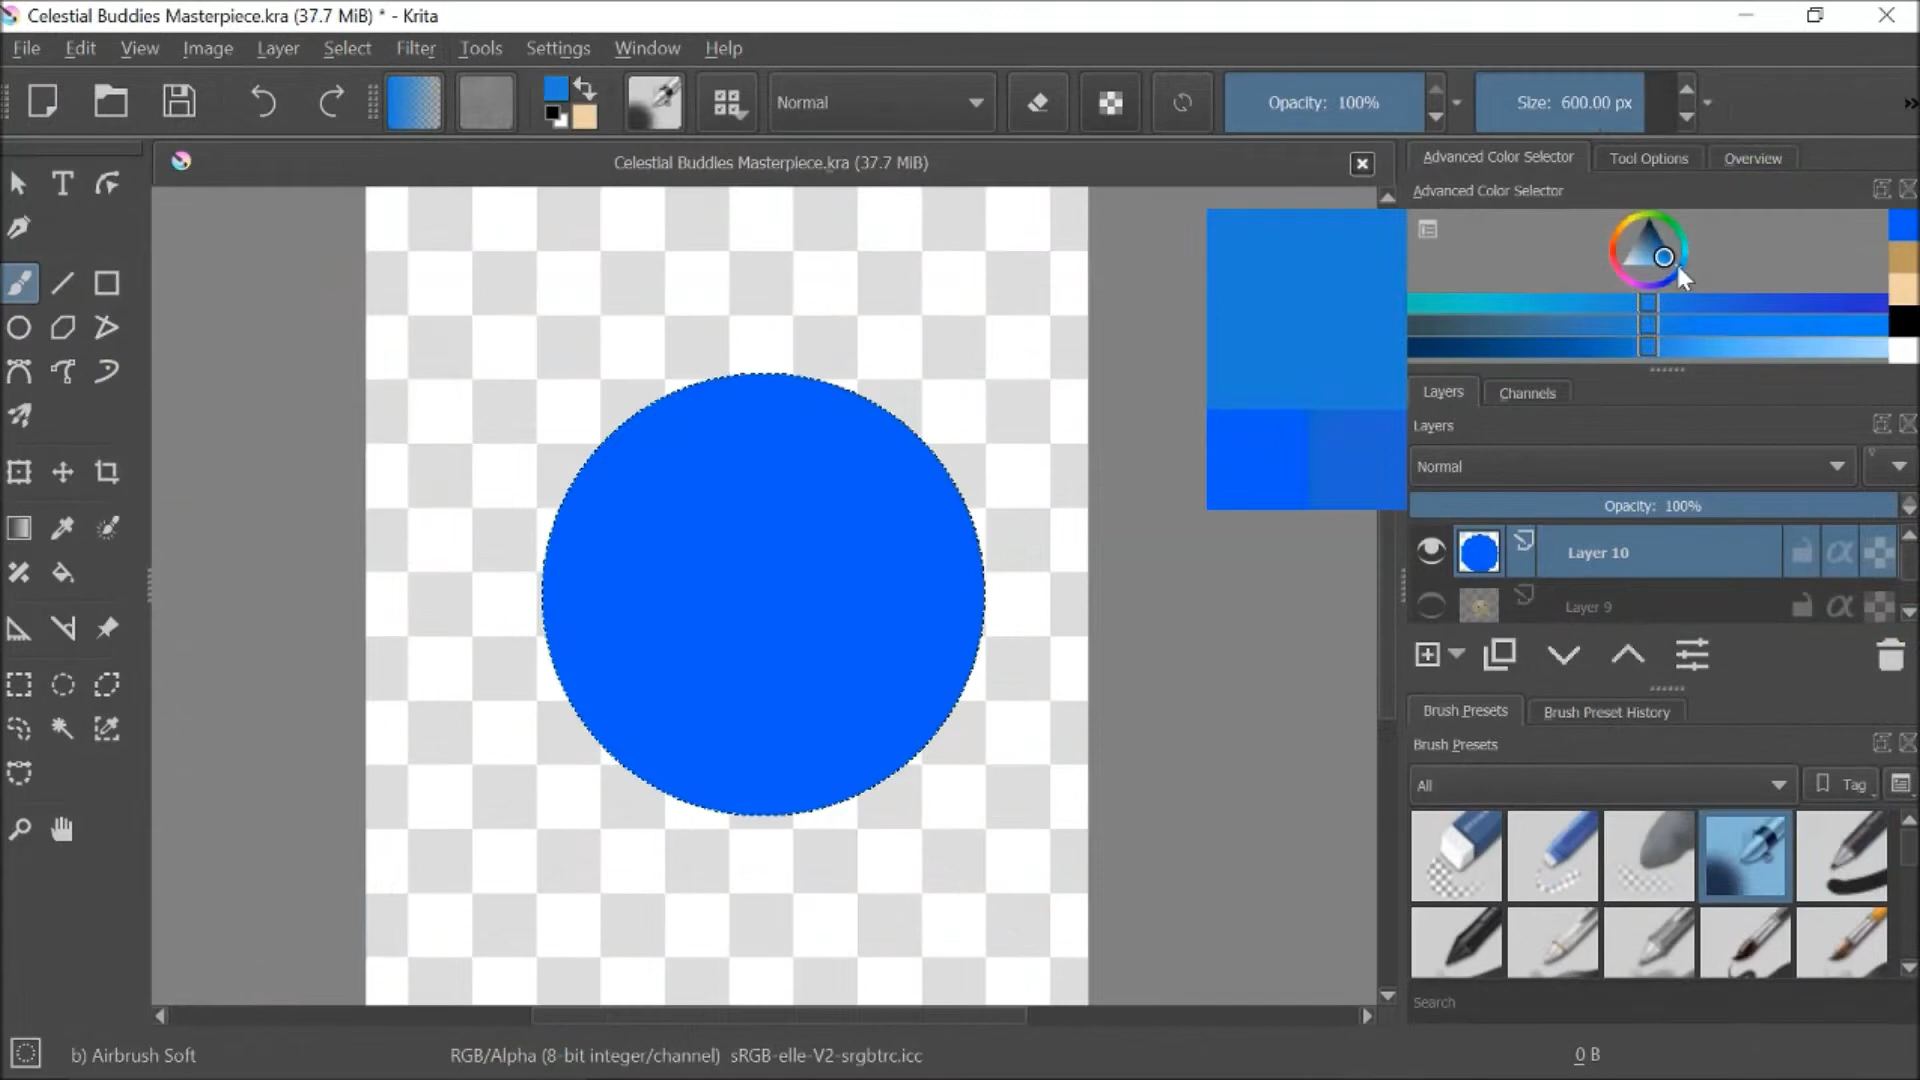 Celestial Buddies Masterpiece.kra (37.7 MiB) * - Krita
File Edit View Image Layer Select Filter Tools Settings Window Help
Normal Opacity: 100% Size: 600.00 px
Celestial Buddies Masterpiece.kra (37.7 MiB)
Advanced Color Selector Tool Options Overview
Advanced Color Selector
Layers Channels
Layers
Normal
Opacity: 100%
Layer 10
Layer 9
Brush Presets Brush Preset History
Brush Presets
All Tag
Search
b) Airbrush Soft RGB/Alpha (8-bit integer/channel) sRGB-elle-V2-srgbtrc.icc 0 B